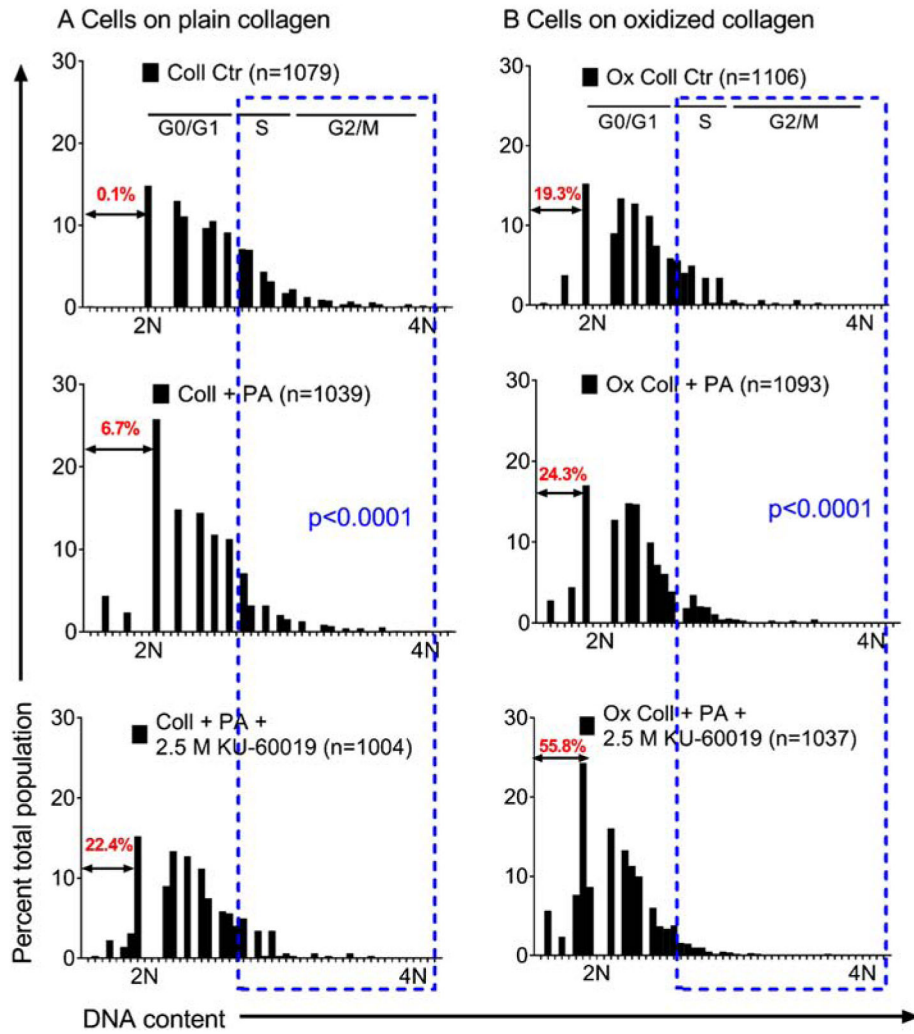 A Cells on plain collagen
B Cells on oxidized collagen
30
Coll Ctr (n=1079)
G0/G1
S
G2/M
20
0.1%
10
0
2N
4N
30
Ox Coll Ctr (n=1106)
G0/G1
S
G2/M
20
19.3%
10
0
2N
4N
30
Coll + PA (n=1039)
6.7%
20
p<0.0001
10
0
2N
4N
30
Ox Coll + PA (n=1093)
24.3%
20
p<0.0001
10
0
2N
4N
30
Coll + PA +
2.5 M KU-60019 (n=1004)
20
22.4%
10
0
2N
4N
30
Ox Coll + PA +
2.5 M KU-60019 (n=1037)
55.8%
20
10
0
2N
4N
Percent total population
DNA content